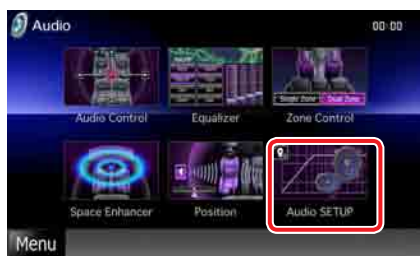 Audio 00:00
Single Zone Dual Zone
Audio Control Equalizer Zone Control
Space Enhancer Position Audio SETUP
Menu